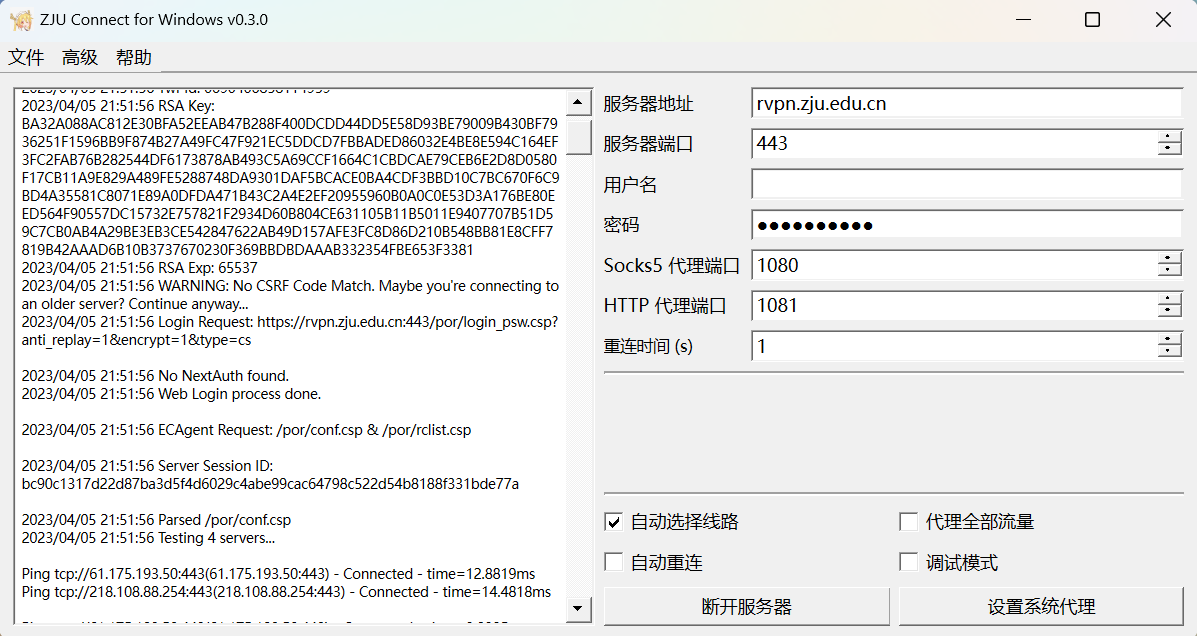 ZJU Connect for Windows v0.3.0
文件 高级 帮助
2023/04/05 21:51:56 RSA Key:
BA32A088AC812E30BFA52EEAB47B288F400DCDD44DD5E58D93BE79009B430BF79
36251F1596BB9F874B27A49FC47F921EC5DDCD7FBBADED86032E4BE8E594C164EF
3FC2FAB76B282544DF6173878AB493C5A69CCF1664C1CBDCAE79CEB6E2D8D0580
F17CB11A9E829A489FE5288748DA9301DAF5BCACE0BA4CDF3BBD10C7BC670F6C9
BD4A35581C8071E89A0DFDA471B43C2A4E2EF20955960B0A0C0E53D3A176BE80E
ED564F90557DC15732E757821F2934D60B804CE631105B11B5011E9407707B51D5
9C7CB0AB4A29BE3EB3CE542847622AB49D157AFE3FC8D86D210B548BB81E8CFF7
819B42AAAD6B10B3737670230F369BBDBDAAAB332354FBE653F3381
2023/04/05 21:51:56 RSA Exp: 65537
2023/04/05 21:51:56 WARNING: No CSRF Code Match. Maybe you're connecting to
an older server? Continue anyway...
2023/04/05 21:51:56 Login Request: https://rvpn.zju.edu.cn:443/por/login_psw.csp?
anti_replay=1&encrypt=1&type=cs
2023/04/05 21:51:56 No NextAuth found.
2023/04/05 21:51:56 Web Login process done.
2023/04/05 21:51:56 ECAgent Request: /por/conf.csp & /por/rclist.csp
2023/04/05 21:51:56 Server Session ID:
bc90c1317d22d87ba3d5f4d6029c4abe99cac64798c522d54b8188f331bde77a
2023/04/05 21:51:56 Parsed /por/conf.csp
2023/04/05 21:51:56 Testing 4 servers...
Ping tcp://61.175.193.50:443(61.175.193.50:443) - Connected - time=12.8819ms
Ping tcp://218.108.88.254:443(218.108.88.254:443) - Connected - time=14.4818ms
服务器地址 rvpn.zju.edu.cn
服务器端口 443
用户名
密码 ●●●●●●●●●●
Socks5 代理端口 1080
HTTP 代理端口 1081
重连时间 (s) 1
自动选择线路 代理全部流量
自动重连 调试模式
断开服务器 设置系统代理